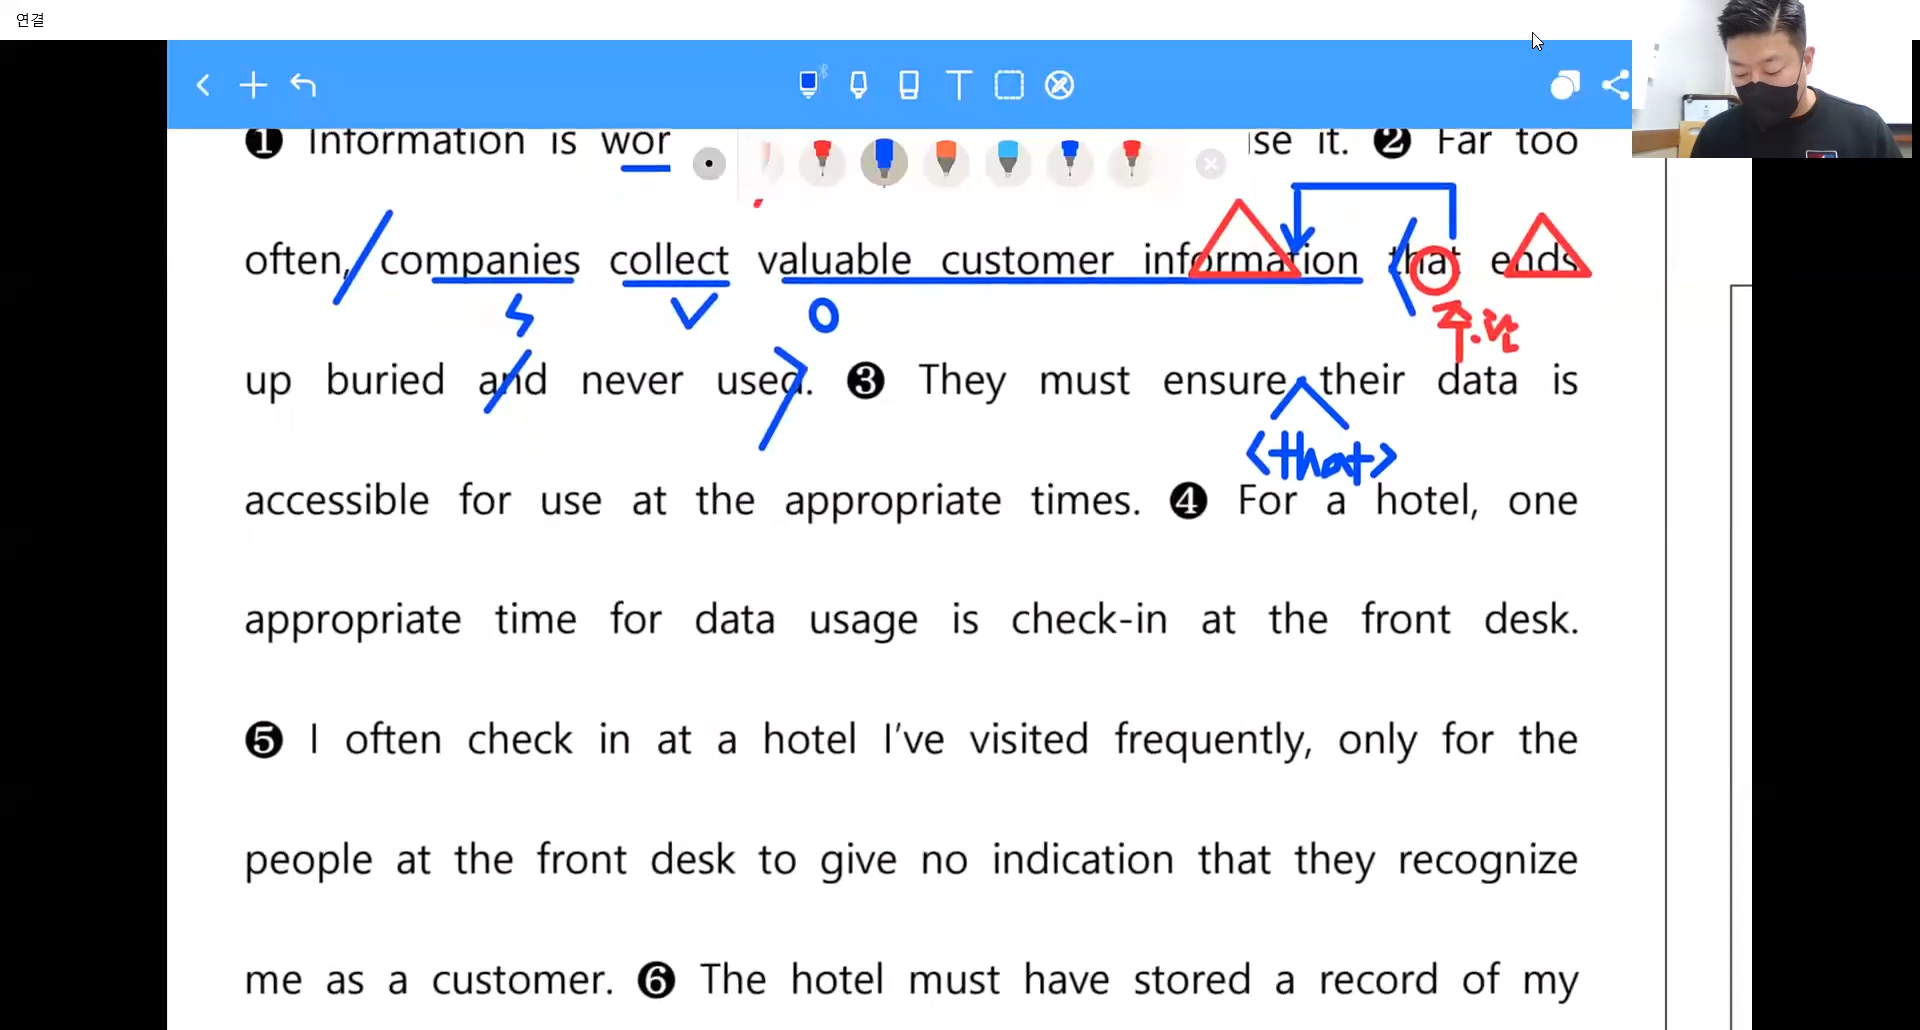 연결
❶ Information is wor se it. ❷ Far too
often, companies collect valuable customer information that ends
S V O 주.관
up buried and never used. ❸ They must ensure their data is
<that>
accessible for use at the appropriate times. ❹ For a hotel, one
appropriate time for data usage is check-in at the front desk.
❺ I often check in at a hotel I've visited frequently, only for the
people at the front desk to give no indication that they recognize
me as a customer. ❻ The hotel must have stored a record of my